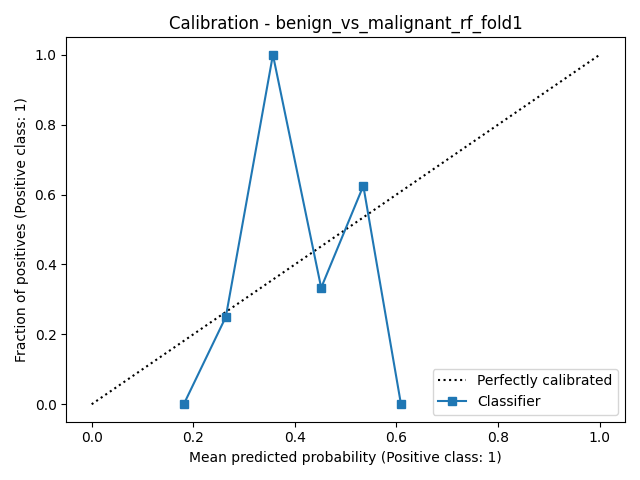 Calibration - benign_vs_malignant_rf_fold1
Fraction of positives (Positive class: 1)
1.0
0.8
0.6
0.4
0.2
0.0
0.0 0.2 0.4 0.6 0.8 1.0
Mean predicted probability (Positive class: 1)
Perfectly calibrated
Classifier